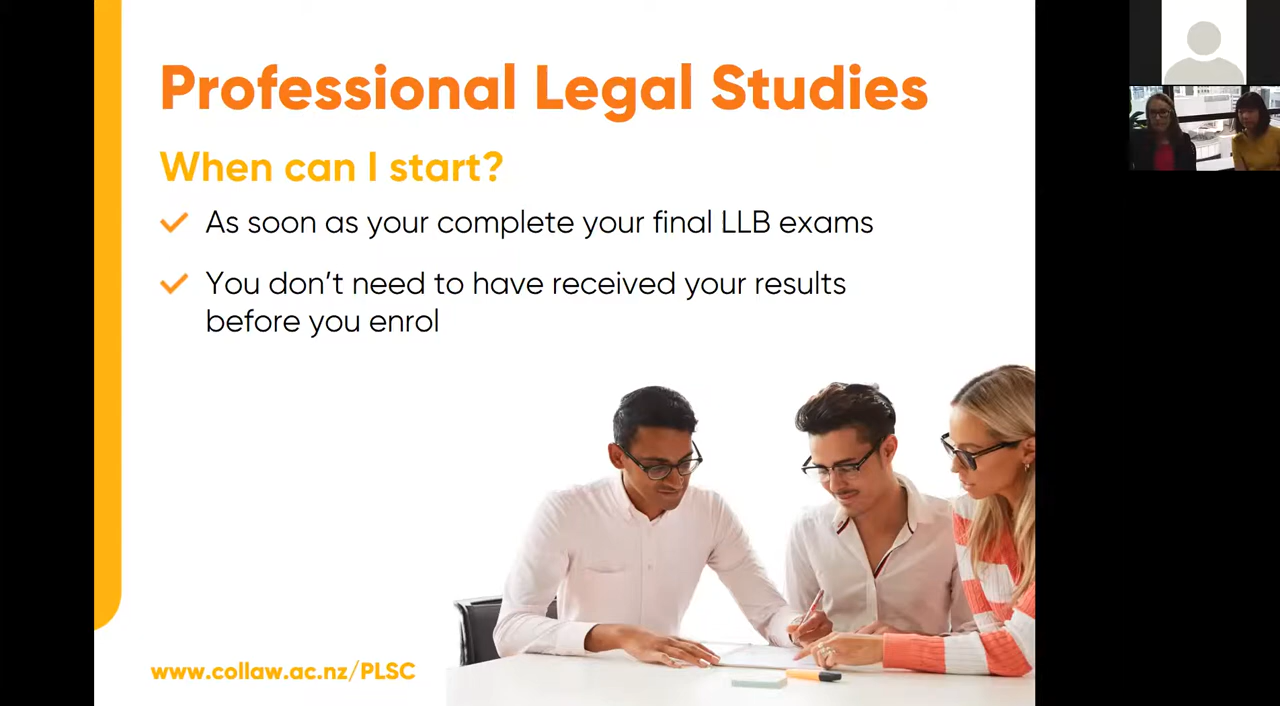 Professional Legal Studies
When can I start?
As soon as your complete your final LLB exams
You don’t need to have received your results
before you enrol
www.collaw.ac.nz/PLSC